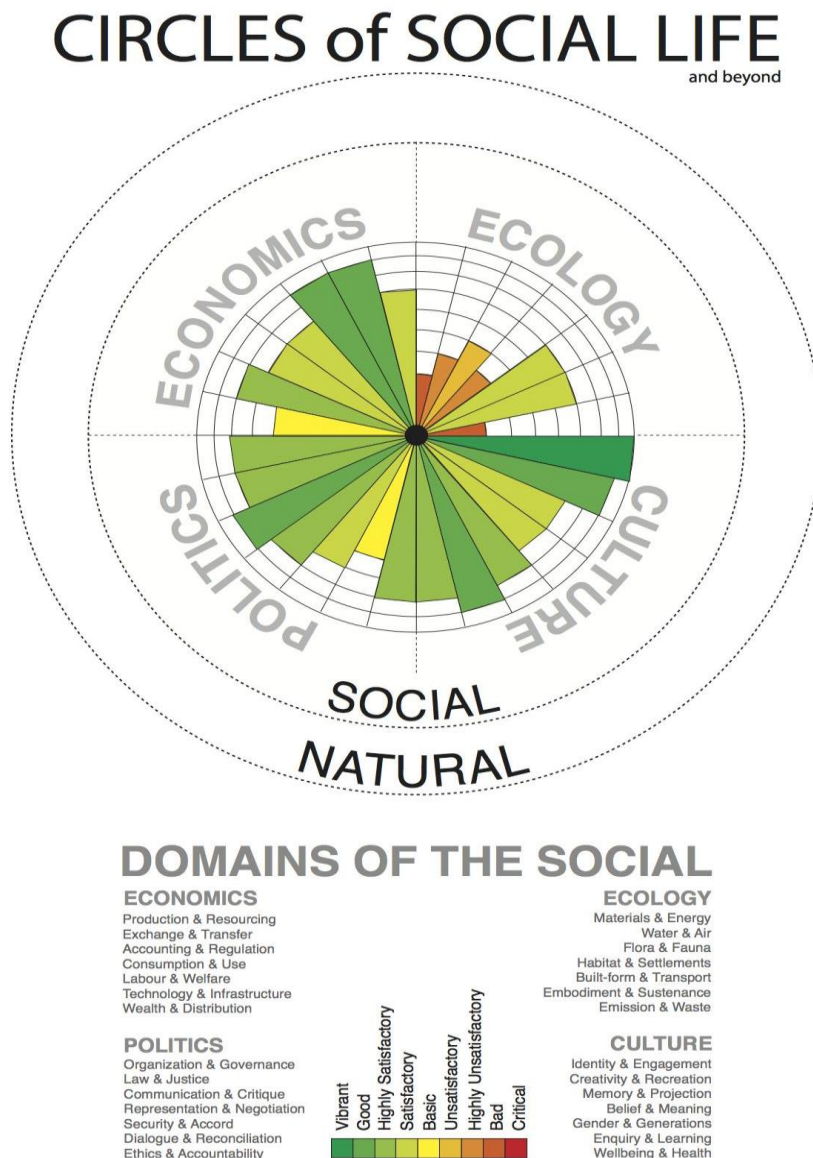 CIRCLES of SOCIAL LIFE
and beyond
ECONOMICS
ECOLOGY
POLITICS
CULTURE
SOCIAL
NATURAL
DOMAINS OF THE SOCIAL
ECONOMICS
Production & Resourcing
Exchange & Transfer
Accounting & Regulation
Consumption & Use
Labour & Welfare
Technology & Infrastructure
Wealth & Distribution
ECOLOGY
Materials & Energy
Water & Air
Flora & Fauna
Habitat & Settlements
Built-form & Transport
Embodiment & Sustenance
Emission & Waste
POLITICS
Organization & Governance
Law & Justice
Communication & Critique
Representation & Negotiation
Security & Accord
Dialogue & Reconciliation
Ethics & Accountability
Vibrant
Good
Highly Satisfactory
Satisfactory
Basic
Unsatisfactory
Highly Unsatisfactory
Bad
Critical
CULTURE
Identity & Engagement
Creativity & Recreation
Memory & Projection
Belief & Meaning
Gender & Generations
Enquiry & Learning
Wellbeing & Health